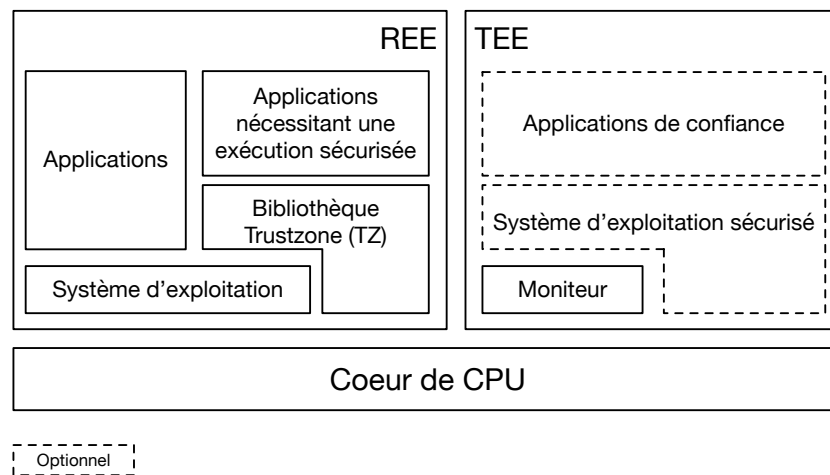 REE
TEE
Applications
Applications
nécessitant une
exécution sécurisée
Bibliothèque
Trustzone (TZ)
Système d’exploitation
Applications de confiance
Système d’exploitation sécurisé
Moniteur
Coeur de CPU
Optionnel